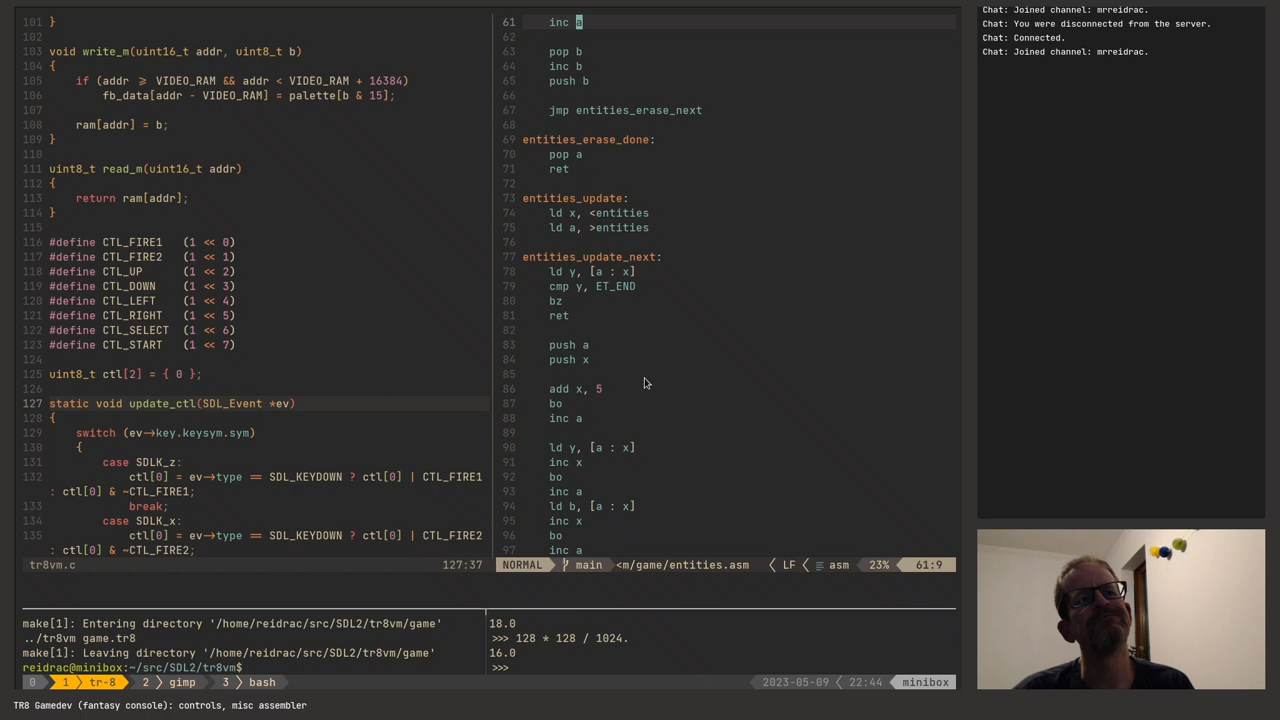 101 }
102
103 void write_m(uint16_t addr, uint8_t b)
104 {
105     if (addr ⩾ VIDEO_RAM && addr < VIDEO_RAM + 16384)
106         fb_data[addr - VIDEO_RAM] = palette[b & 15];
107
108     ram[addr] = b;
109 }
110
111 uint8_t read_m(uint16_t addr)
112 {
113     return ram[addr];
114 }
115
116 #define CTL_FIRE1   (1 << 0)
117 #define CTL_FIRE2   (1 << 1)
118 #define CTL_UP      (1 << 2)
119 #define CTL_DOWN    (1 << 3)
120 #define CTL_LEFT    (1 << 4)
121 #define CTL_RIGHT   (1 << 5)
122 #define CTL_SELECT  (1 << 6)
123 #define CTL_START   (1 << 7)
124
125 uint8_t ctl[2] = { 0 };
126
127 static void update_ctl(SDL_Event *ev)
128 {
129     switch (ev→key.keysym.sym)
130     {
131         case SDLK_z:
132             ctl[0] = ev→type == SDL_KEYDOWN ? ctl[0] | CTL_FIRE1
: ctl[0] & ~CTL_FIRE1;
133             break;
134         case SDLK_x:
135             ctl[0] = ev→type == SDL_KEYDOWN ? ctl[0] | CTL_FIRE2
: ctl[0] & ~CTL_FIRE2;
tr8vm.c 127:37
61     inc a
62
63     pop b
64     inc b
65     push b
66
67     jmp entities_erase_next
68
69 entities_erase_done:
70     pop a
71     ret
72
73 entities_update:
74     ld x, <entities
75     ld a, >entities
76
77 entities_update_next:
78     ld y, [a : x]
79     cmp y, ET_END
80     bz
81     ret
82
83     push a
84     push x
85
86     add x, 5
87     bo
88     inc a
89
90     ld y, [a : x]
91     inc x
92     bo
93     inc a
94     ld b, [a : x]
95     inc x
96     bo
97     inc a
NORMAL main <m/game/entities.asm LF asm 23% 61:9
make[1]: Entering directory '/home/reidrac/src/SDL2/tr8vm/game'
../tr8vm game.tr8
make[1]: Leaving directory '/home/reidrac/src/SDL2/tr8vm/game'
reidrac@minibox:~/src/SDL2/tr8vm$
18.0
>>> 128 * 128 / 1024.
16.0
>>>
0 1 tr-8 2 gimp 3 bash 2023-05-09 22:44 minibox
Chat: Joined channel: mrreidrac.
Chat: You were disconnected from the server.
Chat: Connected.
Chat: Joined channel: mrreidrac.
TR8 Gamedev (fantasy console): controls, misc assembler